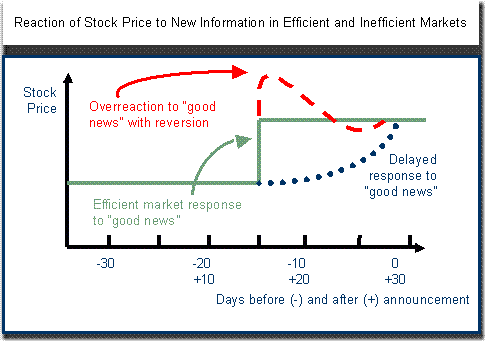 Reaction of Stock Price to New Information in Efficient and Inefficient Markets
Stock
Price
Overreaction to "good
news" with reversion
Efficient market response
to "good news"
Delayed
response to
"good news"
-30 -20 -10 0
+10 +20 +30
Days before (-) and after (+) announcement